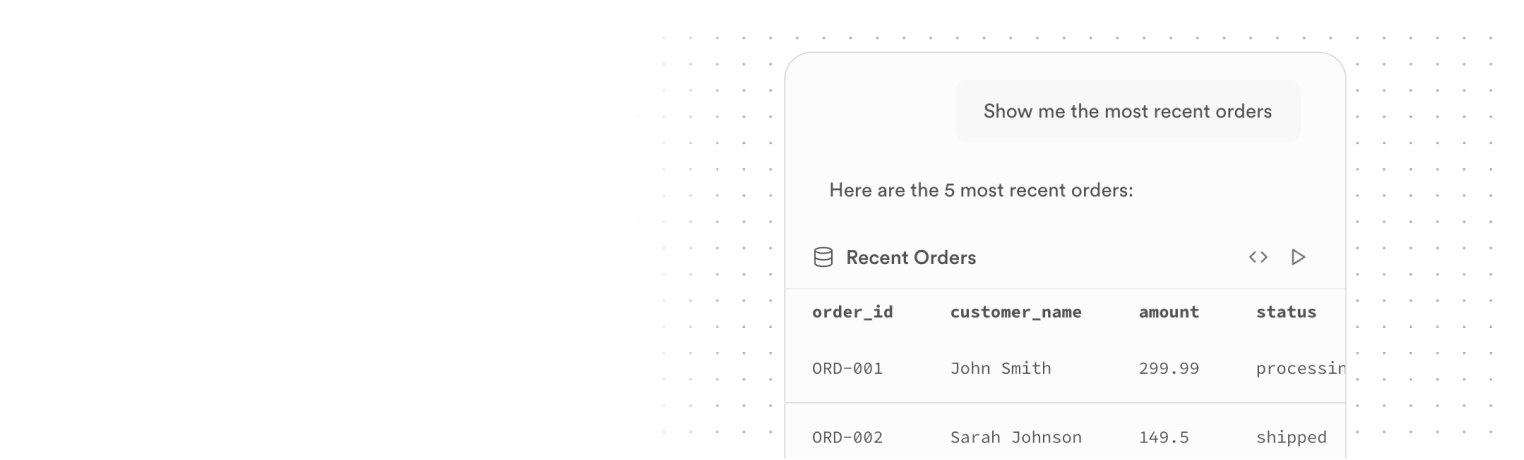 Show me the most recent orders
Here are the 5 most recent orders:
Recent Orders
order_id customer_name amount status
ORD-001 John Smith 299.99 processin
ORD-002 Sarah Johnson 149.5 shipped